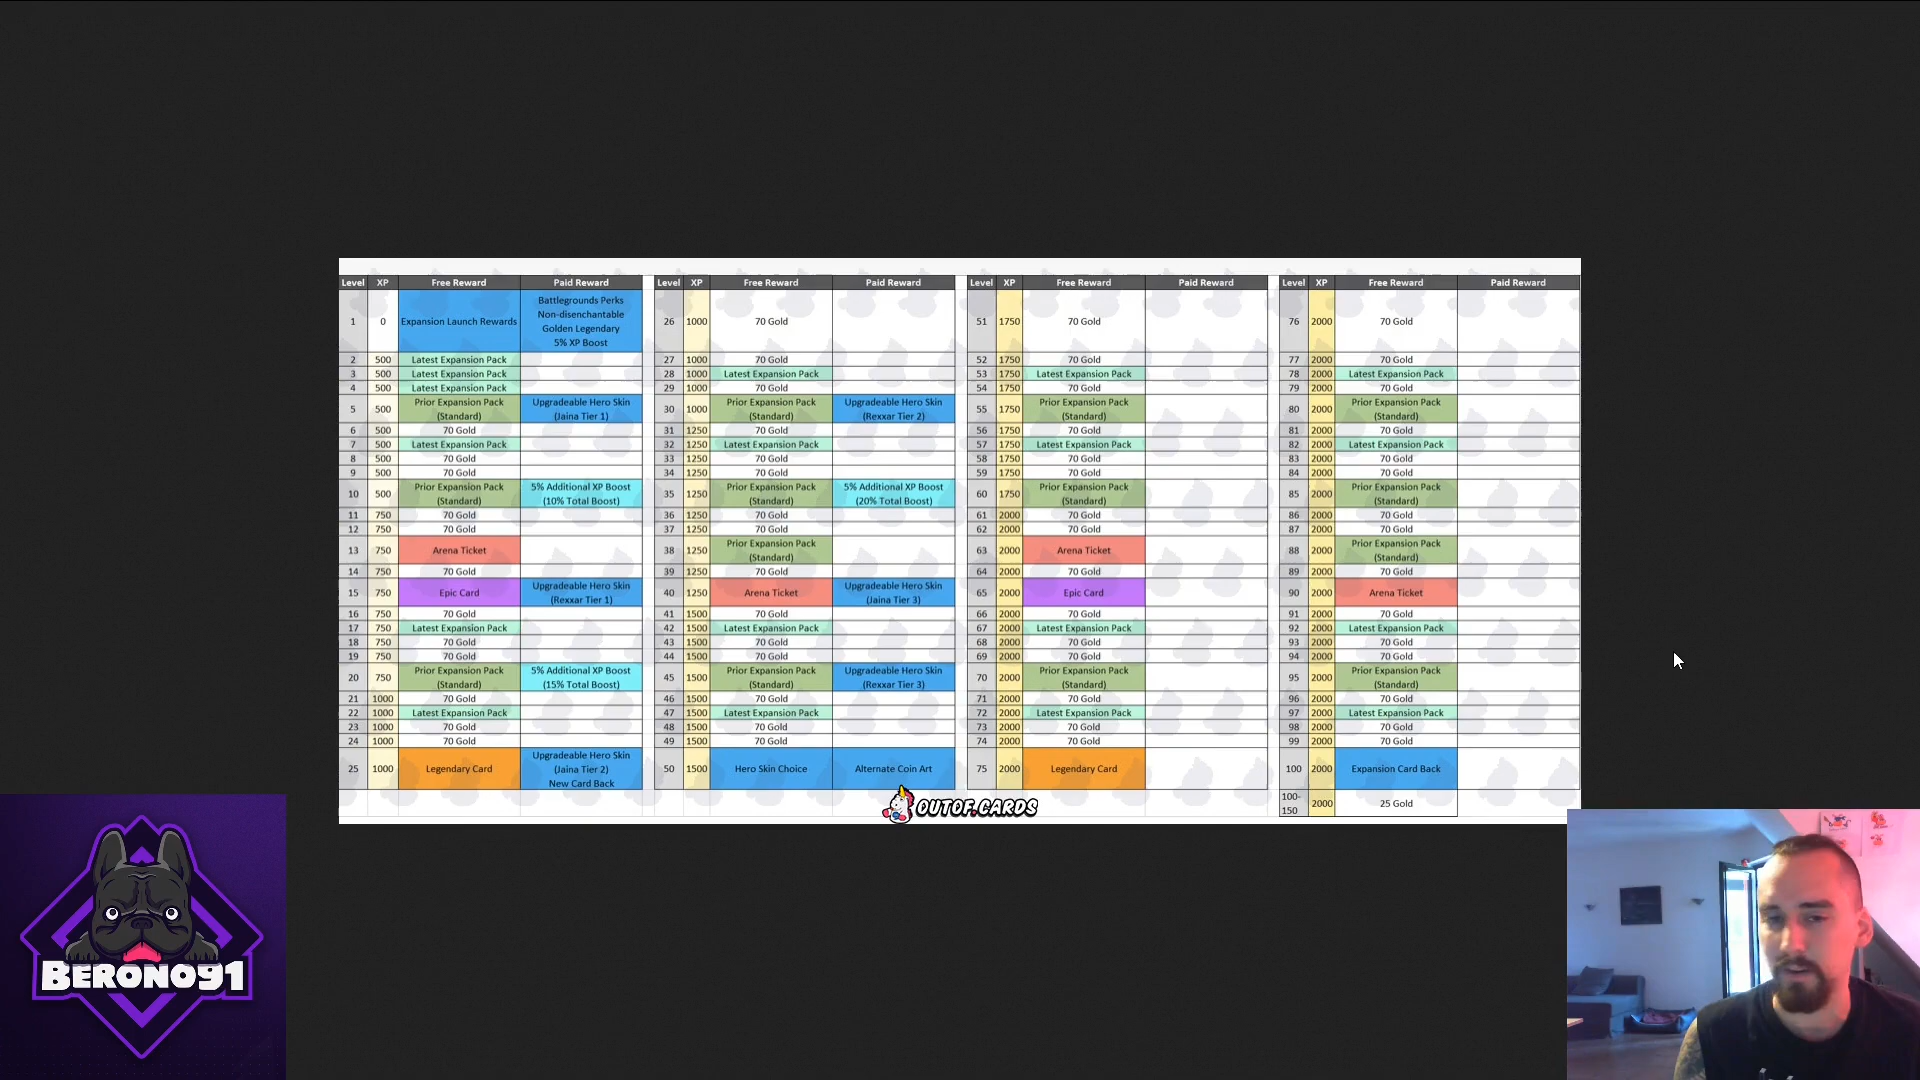 Level XP Free Reward Paid Reward
1 0 Expansion Launch Rewards Battlegrounds Perks
Non-disenchantable
Golden Legendary
5% XP Boost
2 500 Latest Expansion Pack
3 500 Latest Expansion Pack
4 500 Latest Expansion Pack
5 500 Prior Expansion Pack (Standard) Upgradeable Hero Skin (Jaina Tier 1)
6 500 70 Gold
7 500 Latest Expansion Pack
8 500 70 Gold
9 500 70 Gold
10 500 Prior Expansion Pack (Standard) 5% Additional XP Boost (10% Total Boost)
11 750 70 Gold
12 750 70 Gold
13 750 Arena Ticket
14 750 70 Gold
15 750 Epic Card Upgradeable Hero Skin (Rexxar Tier 1)
16 750 70 Gold
17 750 Latest Expansion Pack
18 750 70 Gold
19 750 70 Gold
20 750 Prior Expansion Pack (Standard) 5% Additional XP Boost (15% Total Boost)
21 1000 70 Gold
22 1000 Latest Expansion Pack
23 1000 70 Gold
24 1000 70 Gold
25 1000 Legendary Card Upgradeable Hero Skin (Jaina Tier 2) New Card Back
Level XP Free Reward Paid Reward
26 1000 70 Gold
27 1000 70 Gold
28 1000 Latest Expansion Pack
29 1000 70 Gold
30 1000 Prior Expansion Pack (Standard) Upgradeable Hero Skin (Rexxar Tier 2)
31 1250 70 Gold
32 1250 Latest Expansion Pack
33 1250 70 Gold
34 1250 70 Gold
35 1250 Prior Expansion Pack (Standard) 5% Additional XP Boost (20% Total Boost)
36 1250 70 Gold
37 1250 70 Gold
38 1250 Prior Expansion Pack (Standard)
39 1250 70 Gold
40 1250 Arena Ticket Upgradeable Hero Skin (Jaina Tier 3)
41 1500 70 Gold
42 1500 Latest Expansion Pack
43 1500 70 Gold
44 1500 70 Gold
45 1500 Prior Expansion Pack (Standard) Upgradeable Hero Skin (Rexxar Tier 3)
46 1500 70 Gold
47 1500 Latest Expansion Pack
48 1500 70 Gold
49 1500 70 Gold
50 1500 Hero Skin Choice Alternate Coin Art
Level XP Free Reward Paid Reward
51 1750 70 Gold
52 1750 70 Gold
53 1750 Latest Expansion Pack
54 1750 70 Gold
55 1750 Prior Expansion Pack (Standard)
56 1750 70 Gold
57 1750 Latest Expansion Pack
58 1750 70 Gold
59 1750 70 Gold
60 1750 Prior Expansion Pack (Standard)
61 2000 70 Gold
62 2000 70 Gold
63 2000 Arena Ticket
64 2000 70 Gold
65 2000 Epic Card
66 2000 70 Gold
67 2000 Latest Expansion Pack
68 2000 70 Gold
69 2000 70 Gold
70 2000 Prior Expansion Pack (Standard)
71 2000 70 Gold
72 2000 Latest Expansion Pack
73 2000 70 Gold
74 2000 70 Gold
75 2000 Legendary Card
Level XP Free Reward Paid Reward
76 2000 70 Gold
77 2000 70 Gold
78 2000 Latest Expansion Pack
79 2000 70 Gold
80 2000 Prior Expansion Pack (Standard)
81 2000 70 Gold
82 2000 Latest Expansion Pack
83 2000 70 Gold
84 2000 70 Gold
85 2000 Prior Expansion Pack (Standard)
86 2000 70 Gold
87 2000 70 Gold
88 2000 Prior Expansion Pack (Standard)
89 2000 70 Gold
90 2000 Arena Ticket
91 2000 70 Gold
92 2000 Latest Expansion Pack
93 2000 70 Gold
94 2000 70 Gold
95 2000 Prior Expansion Pack (Standard)
96 2000 70 Gold
97 2000 Latest Expansion Pack
98 2000 70 Gold
99 2000 70 Gold
100 2000 Expansion Card Back
100-150 2000 25 Gold
OUTOF.CARDS
BERONO91